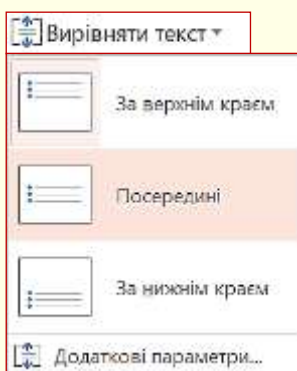 Вирівняти текст
За верхнім краєм
Посередині
За нижнім краєм
Додаткові параметри...